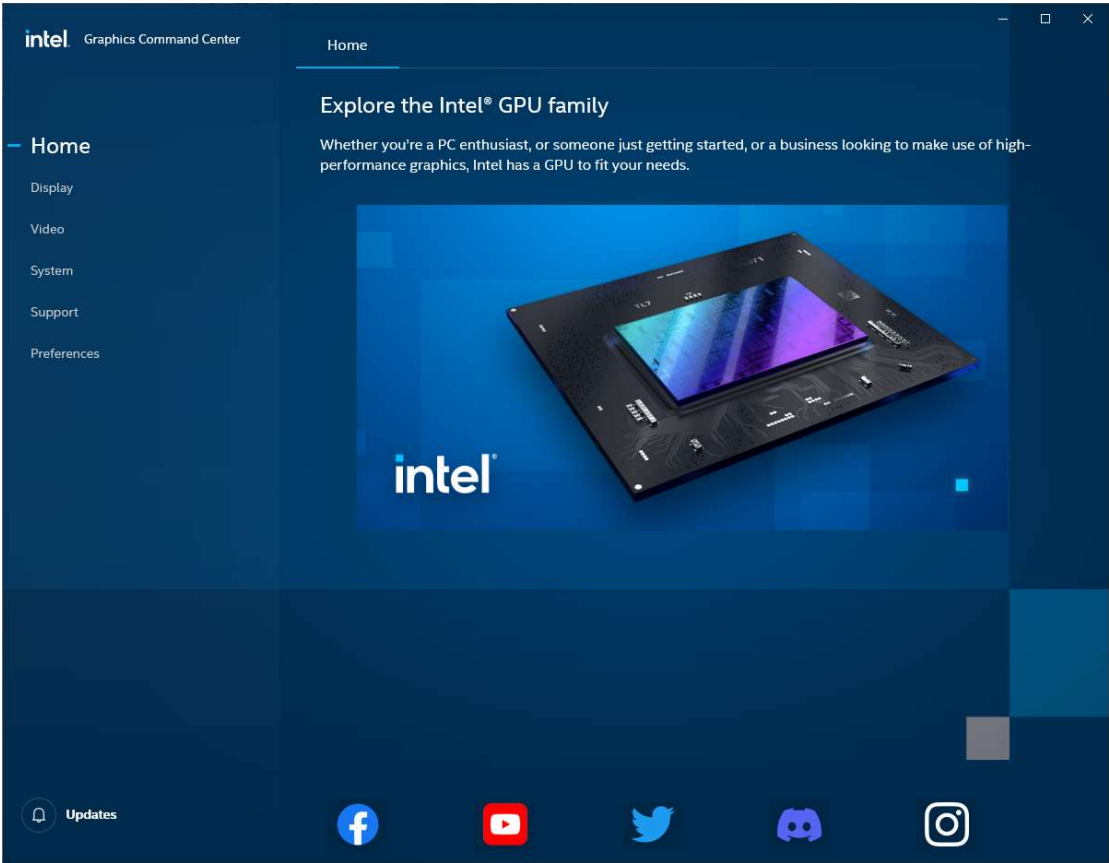 intel. Graphics Command Center
Home
Explore the Intel® GPU family
Whether you're a PC enthusiast, or someone just getting started, or a business looking to make use of high-
performance graphics, Intel has a GPU to fit your needs.
Home
Display
Video
System
Support
Preferences
TL7
intel®
Updates